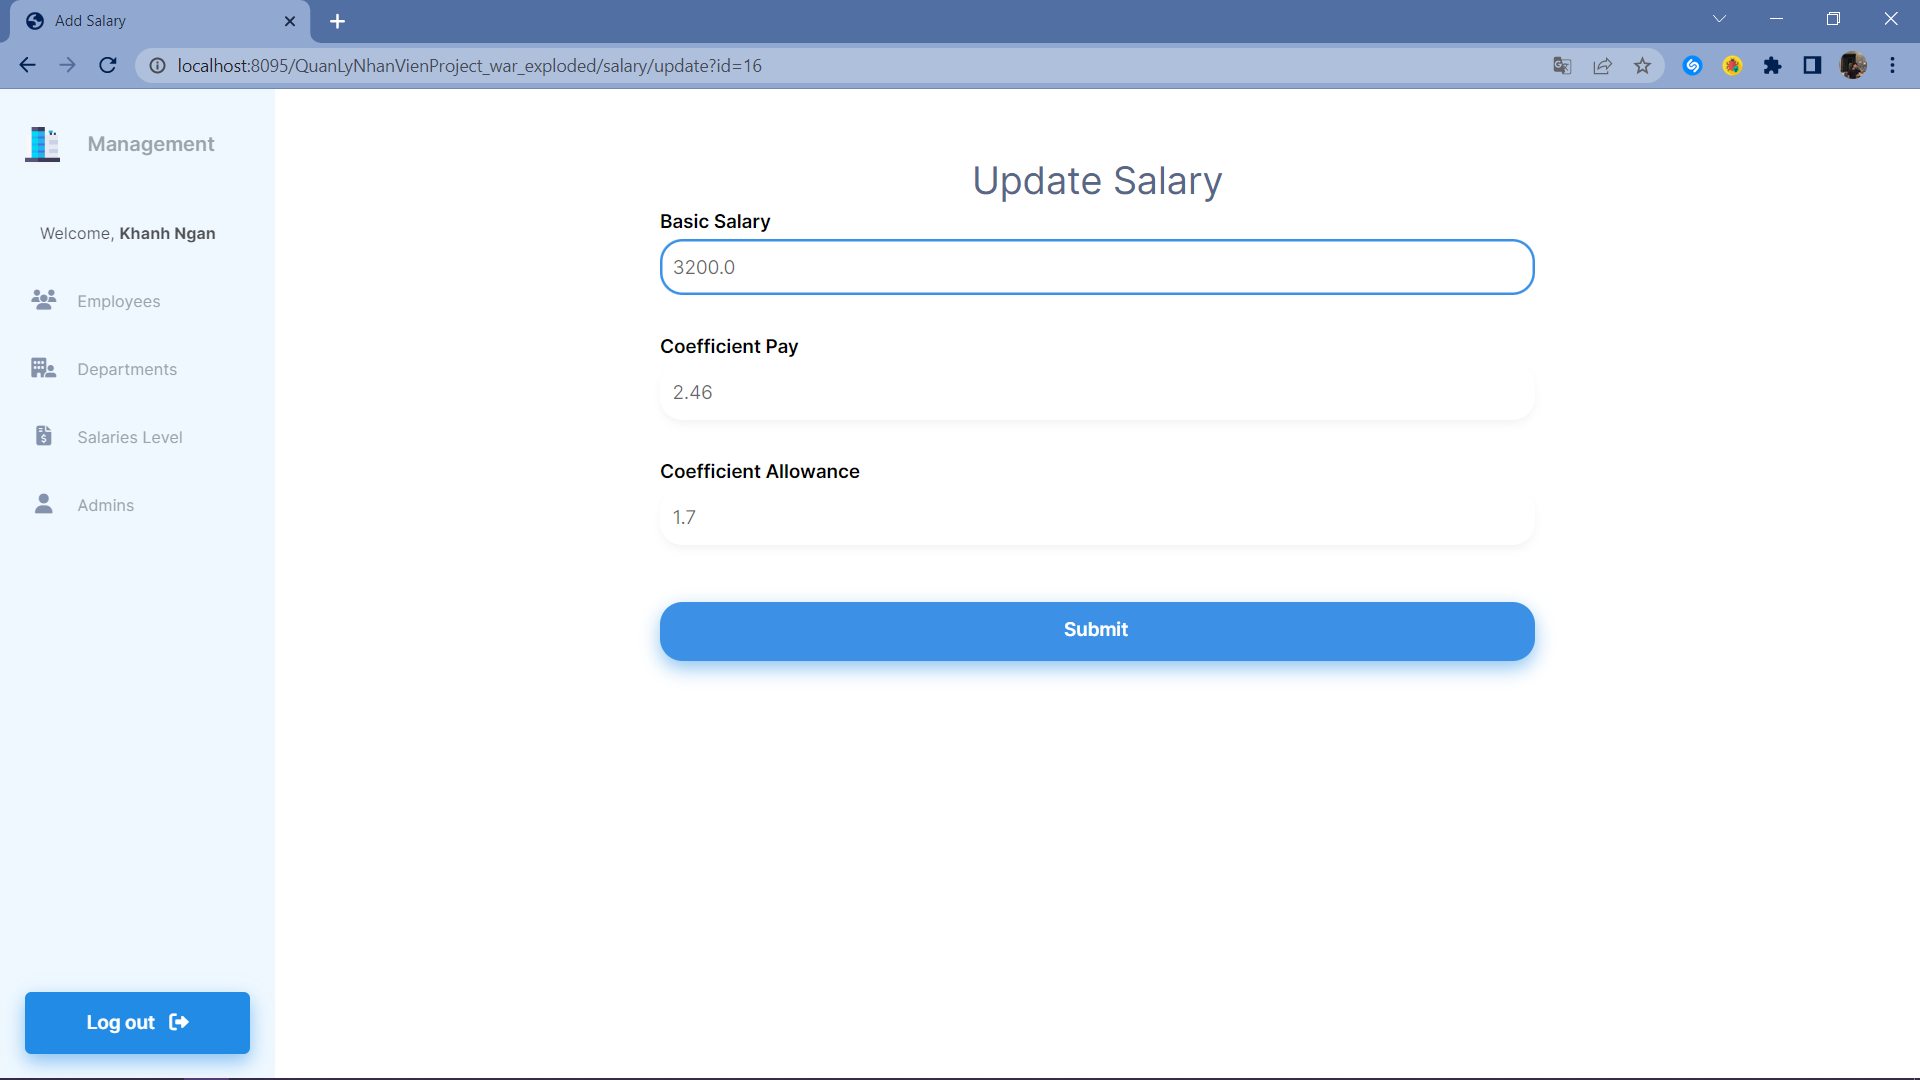 Add Salary
localhost:8095/QuanLyNhanVienProject_war_exploded/salary/update?id=16
Management
Welcome, Khanh Ngan
Employees
Departments
Salaries Level
Admins
Log out
Update Salary
Basic Salary
3200.0
Coefficient Pay
2.46
Coefficient Allowance
1.7
Submit